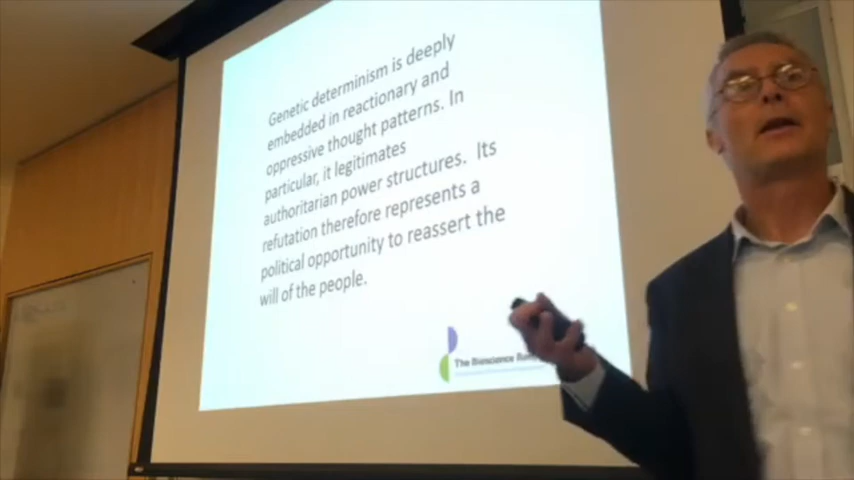 Genetic determinism is deeply
embedded in reactionary and
oppressive thought patterns. In
particular, it legitimates
authoritarian power structures. Its
refutation therefore represents a
political opportunity to reassert the
will of the people.
The Bioscience